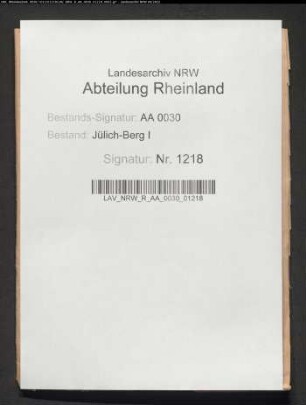 Landesarchiv NRW
Abteilung Rheinland
Bestands-Signatur: AA 0030
Bestand: Jülich-Berg I
Signatur: Nr. 1218
LAV_NRW_R_AA_0030_01218